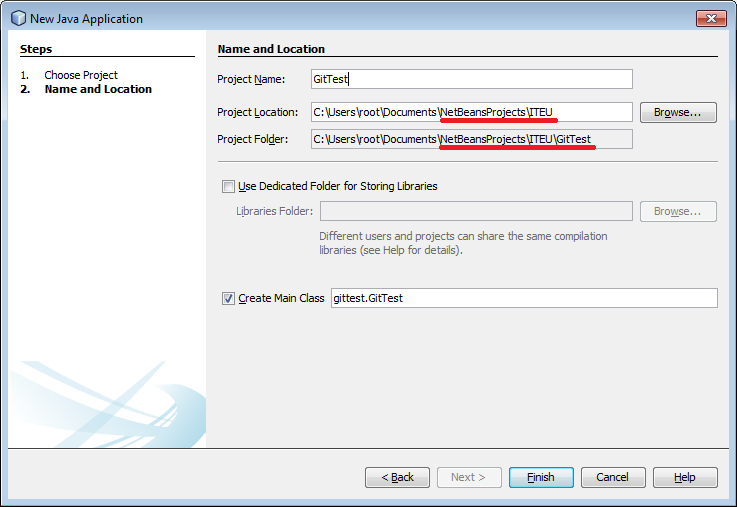 New Java Application
Steps
1. Choose Project
2. Name and Location
Name and Location
Project Name: GitTest
Project Location: C:\Users\root\Documents\NetBeansProjects\ITEU Browse...
Project Folder: C:\Users\root\Documents\NetBeansProjects\ITEU\GitTest
Use Dedicated Folder for Storing Libraries
Libraries Folder: Browse...
Different users and projects can share the same compilation
libraries (see Help for details).
Create Main Class gittest.GitTest
< Back Next > Finish Cancel Help